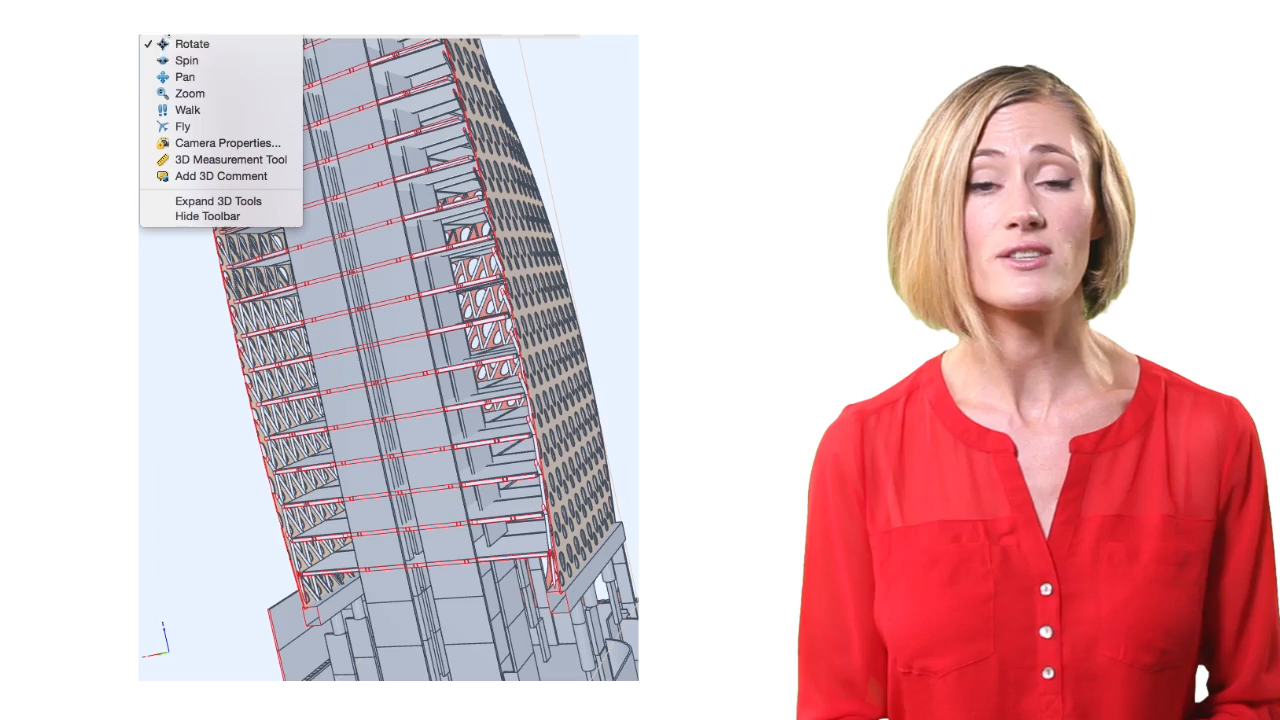 Rotate
Spin
Pan
Zoom
Walk
Fly
Camera Properties...
3D Measurement Tool
Add 3D Comment
Expand 3D Tools
Hide Toolbar